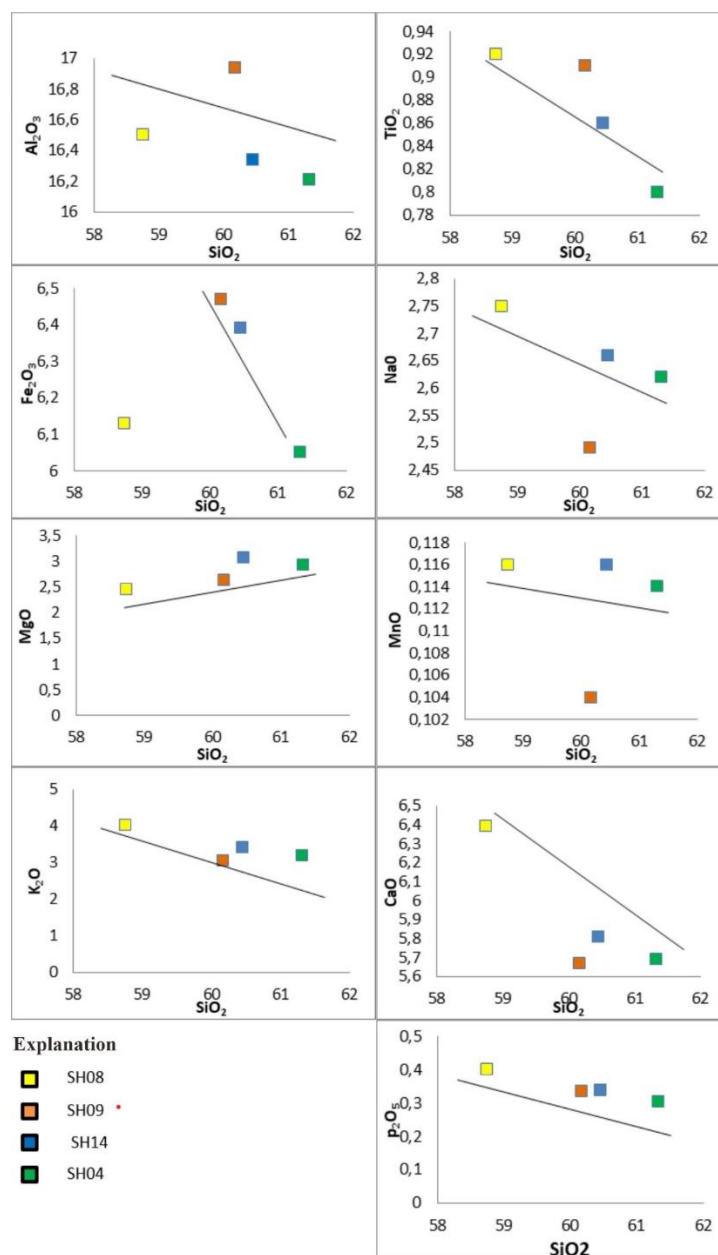 Al₂O₃
17
16,8
16,6
16,4
16,2
16
58 59 60 61 62
SiO₂
TiO₂
0,94
0,92
0,9
0,88
0,86
0,84
0,82
0,8
0,78
58 59 60 61 62
SiO₂
Fe₂O₃
6,5
6,4
6,3
6,2
6,1
6
58 59 60 61 62
SiO₂
Na0
2,8
2,75
2,7
2,65
2,6
2,55
2,5
2,45
58 59 60 61 62
SiO₂
MgO
3,5
3
2,5
2
1,5
1
0,5
0
58 59 60 61 62
SiO₂
MnO
0,118
0,116
0,114
0,112
0,11
0,108
0,106
0,104
0,102
58 59 60 61 62
SiO₂
K₂O
5
4
3
2
1
0
58 59 60 61 62
SiO₂
CaO
6,5
6,4
6,3
6,2
6,1
6
5,9
5,8
5,7
5,6
58 59 60 61 62
SiO₂
Explanation
SH08
SH09
SH14
SH04
p₂O₅
0,5
0,4
0,3
0,2
0,1
0
58 59 60 61 62
SiO2